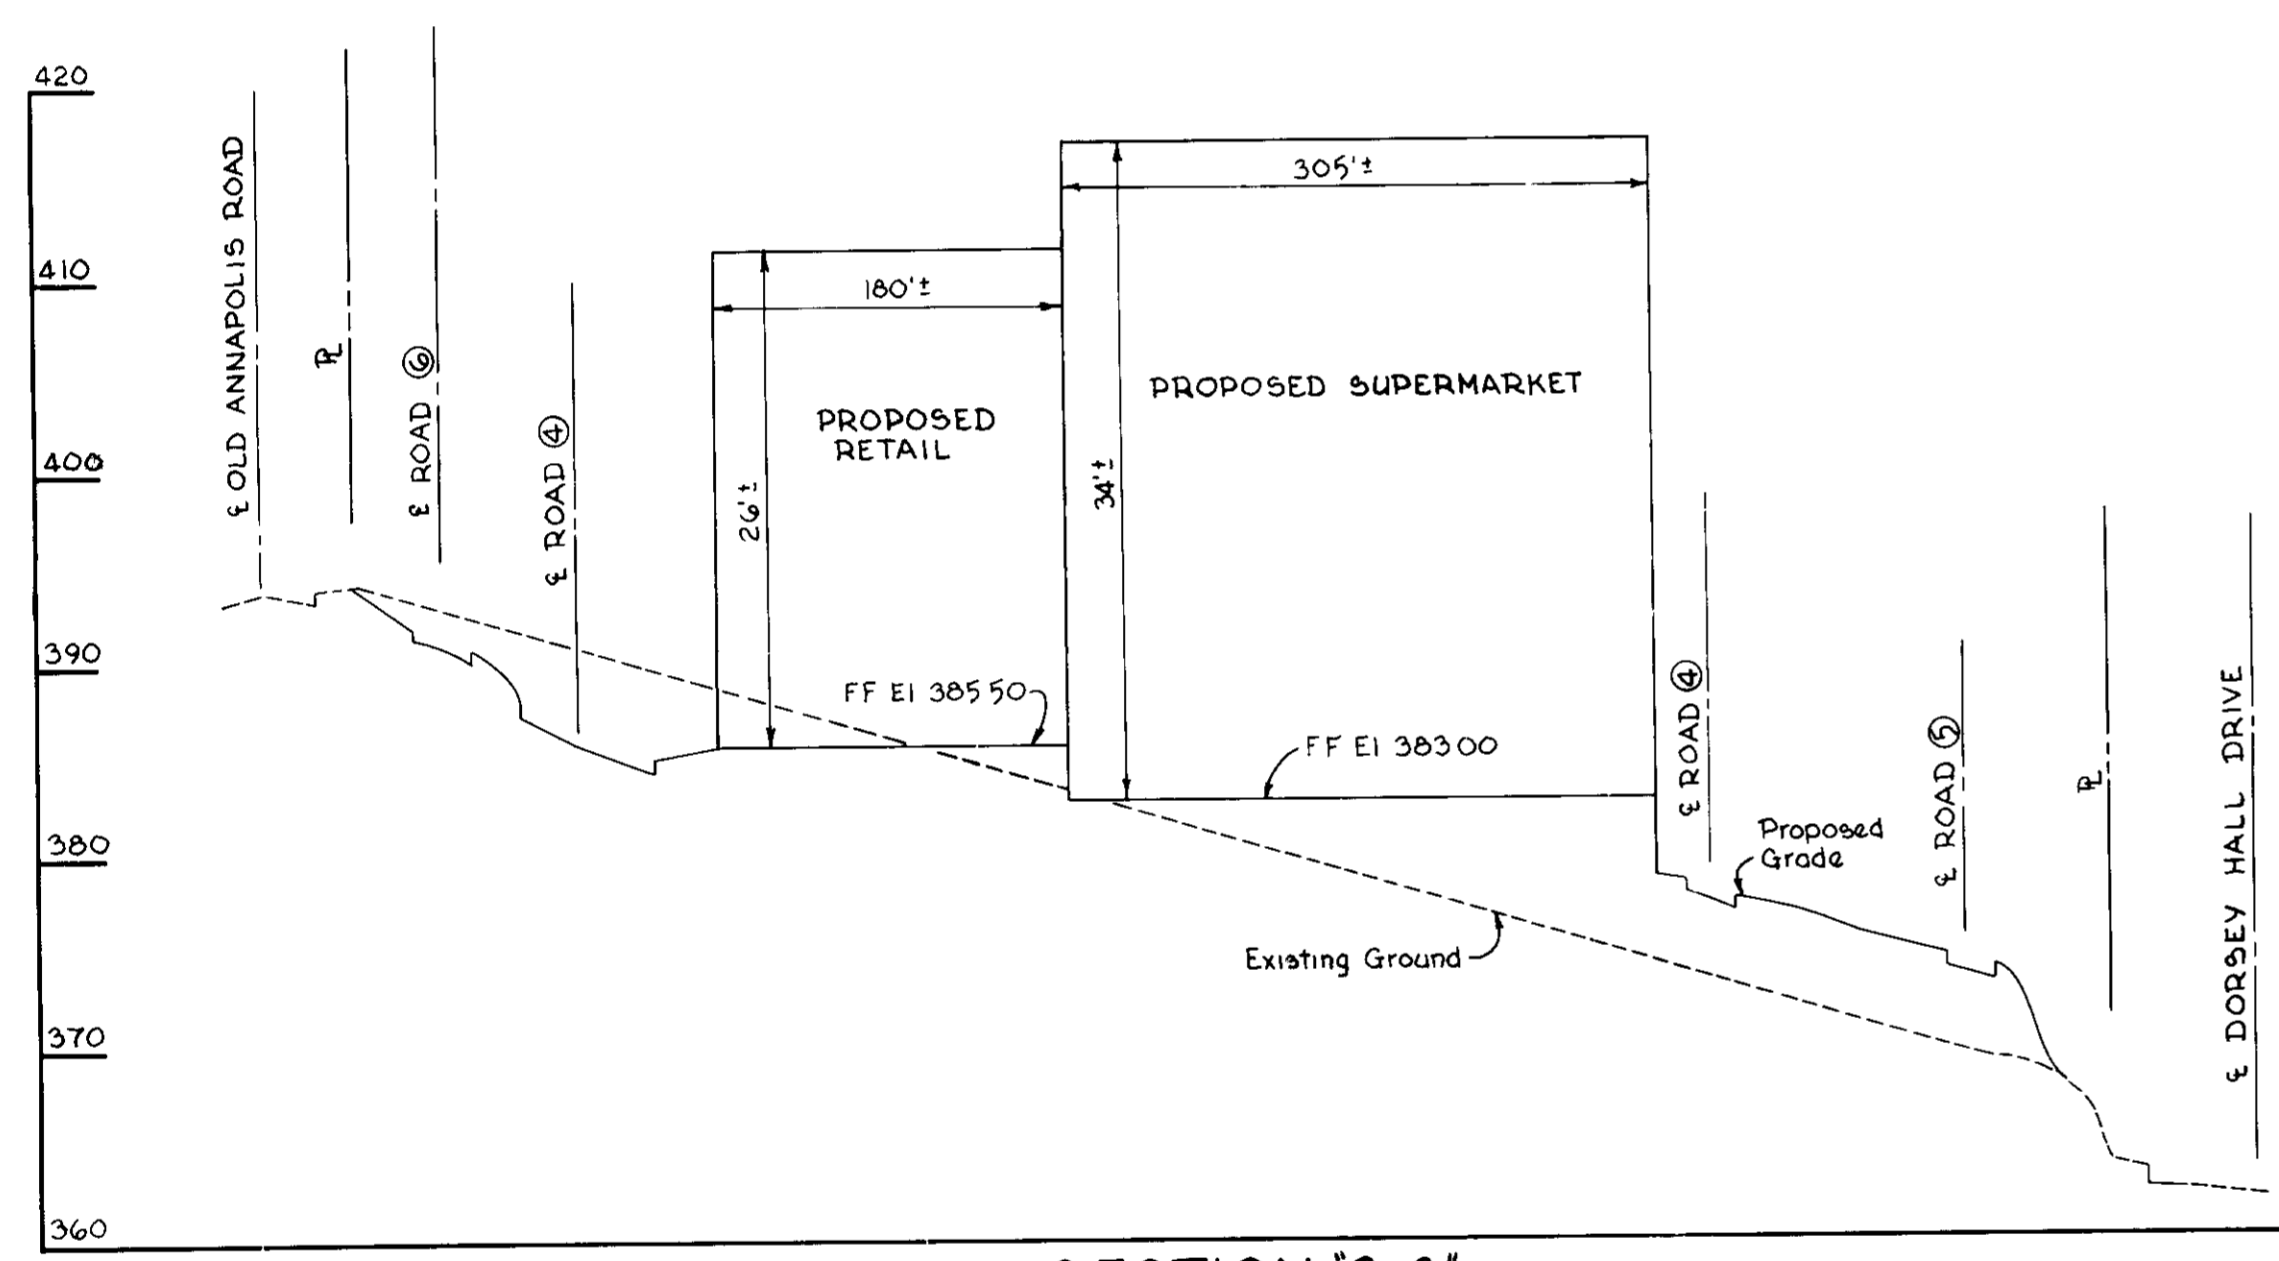 420
410
400
390
380
370
360
℄ OLD ANNAPOLIS ROAD
PL
℄ ROAD ⑥
℄ ROAD ④
180'±
26'±
PROPOSED
RETAIL
FF El 385 50
305'±
34'±
PROPOSED SUPERMARKET
FF El 383 00
℄ ROAD ④
Proposed
Grade
Existing Ground
℄ ROAD ⑤
PL
℄ DORSEY HALL DRIVE